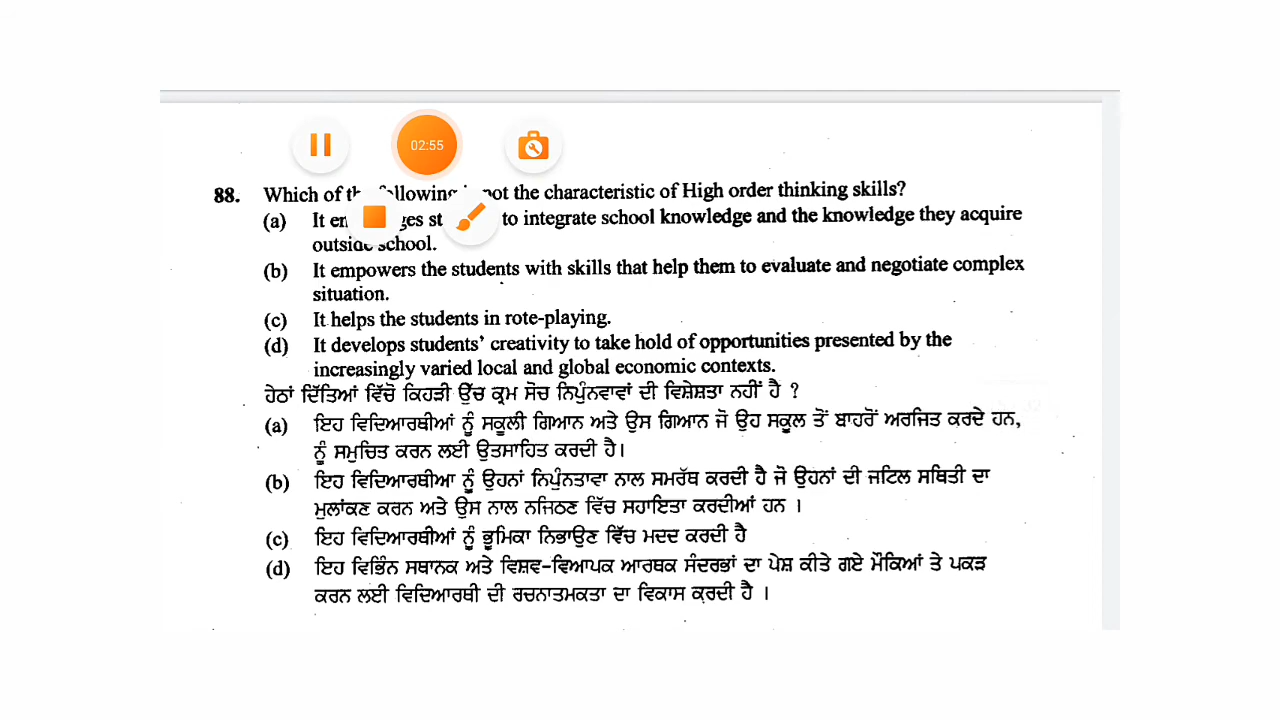 02:55
88. Which of the following is not the characteristic of High order thinking skills?
(a) It to integrate school knowledge and the knowledge they acquire
outside school.
(b) It empowers the students with skills that help them to evaluate and negotiate complex
situation.
(c) It helps the students in rote-playing.
(d) It develops students' creativity to take hold of opportunities presented by the
increasingly varied local and global economic contexts.
ਹੇਠਾਂ ਦਿੱਤਿਆਂ ਵਿੱਚੋ ਕਿਹੜੀ ਉੱਚ ਕ੍ਰਮ ਸੋਚ ਨਿਪੁੰਨਵਾਵਾਂ ਦੀ ਵਿਸ਼ੇਸ਼ਤਾ ਨਹੀਂ ਹੈ ?
(a) ਇਹ ਵਿਦਿਆਰਥੀਆਂ ਨੂੰ ਸਕੂਲੀ ਗਿਆਨ ਅਤੇ ਉਸ ਗਿਆਨ ਜੋ ਉਹ ਸਕੂਲ ਤੋਂ ਬਾਹਰੋਂ ਅਰਜਿਤ ਕਰਦੇ ਹਨ,
ਨੂੰ ਸਮੁਚਿਤ ਕਰਨ ਲਈ ਉਤਸਾਹਿਤ ਕਰਦੀ ਹੈ।
(b) ਇਹ ਵਿਦਿਆਰਥੀਆ ਨੂੰ ਉਹਨਾਂ ਨਿਪੁੰਨਤਾਵਾ ਨਾਲ ਸਮਰੱਥ ਕਰਦੀ ਹੈ ਜੋ ਉਹਨਾਂ ਦੀ ਜਟਿਲ ਸਥਿਤੀ ਦਾ
ਮੁਲਾਂਕਣ ਕਰਨ ਅਤੇ ਉਸ ਨਾਲ ਨਜਿਠਣ ਵਿੱਚ ਸਹਾਇਤਾ ਕਰਦੀਆਂ ਹਨ ।
(c) ਇਹ ਵਿਦਿਆਰਥੀਆਂ ਨੂੰ ਭੂਮਿਕਾ ਨਿਭਾਉਣ ਵਿੱਚ ਮਦਦ ਕਰਦੀ ਹੈ
(d) ਇਹ ਵਿਭਿੰਨ ਸਥਾਨਕ ਅਤੇ ਵਿਸ਼ਵ-ਵਿਆਪਕ ਆਰਥਕ ਸੰਦਰਭਾਂ ਦਾ ਪੇਸ਼ ਕੀਤੇ ਗਏ ਮੌਕਿਆਂ ਤੇ ਪਕੜ
ਕਰਨ ਲਈ ਵਿਦਿਆਰਥੀ ਦੀ ਰਚਨਾਤਮਕਤਾ ਦਾ ਵਿਕਾਸ ਕਰਦੀ ਹੈ ।